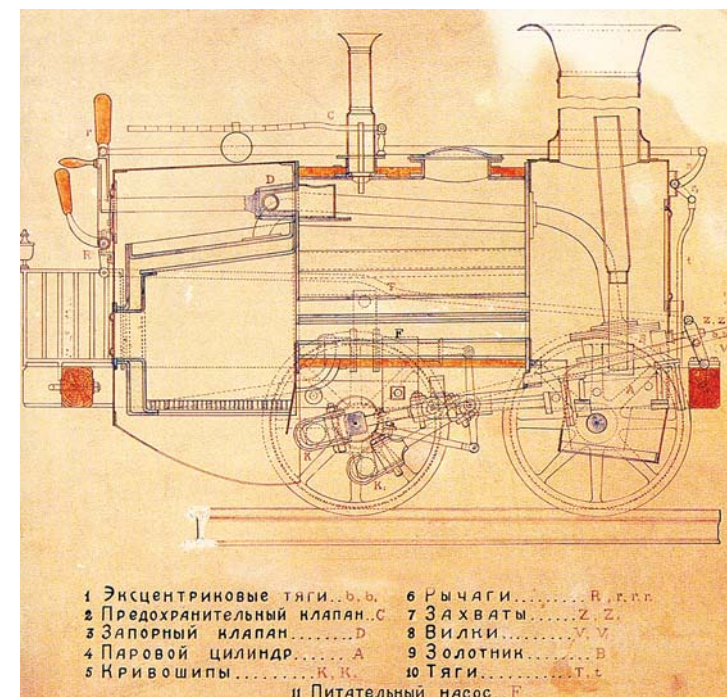 r
C
D
R
r,
t
T
F
Z, Z,
A
K
K,
1 Эксцентриковые тяги..b, b,
2 Предохранительный клапан..C
3 Запорный клапан.......D
4 Паровой цилиндр.......A
5 Кривошипы.........K, K,
6 Рычаги.........R, r. r. r.
7 Захваты........Z, Z,
8 Вилки.........V, V,
9 Золотник.......B
10 Тяги..........T, t
11 Питательный насос F